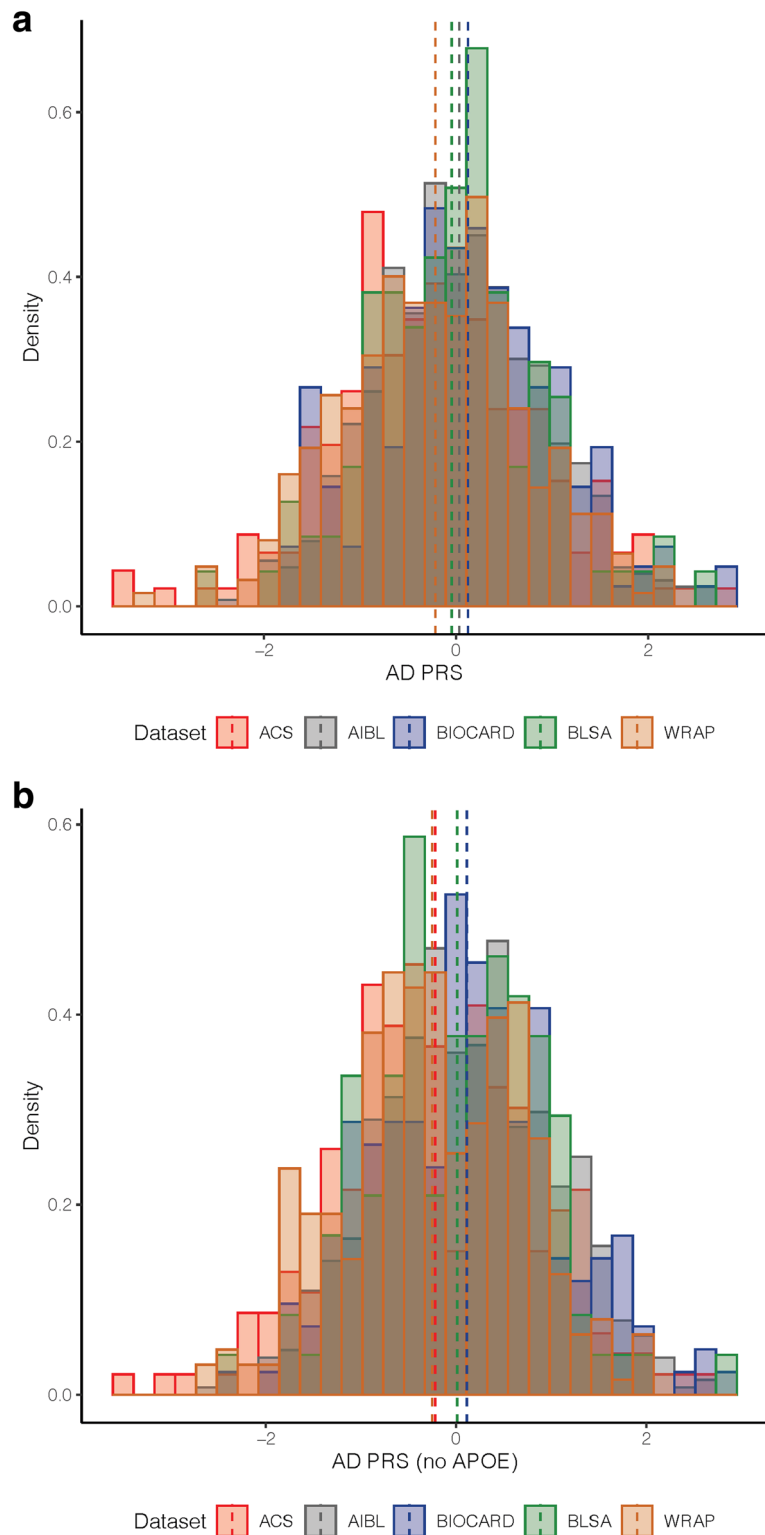 a
0.6
0.4
0.2
0.0
Density
−2 0 2
AD PRS
Dataset ACS AIBL BIOCARD BLSA WRAP
b
0.6
0.4
0.2
0.0
Density
−2 0 2
AD PRS (no APOE)
Dataset ACS AIBL BIOCARD BLSA WRAP